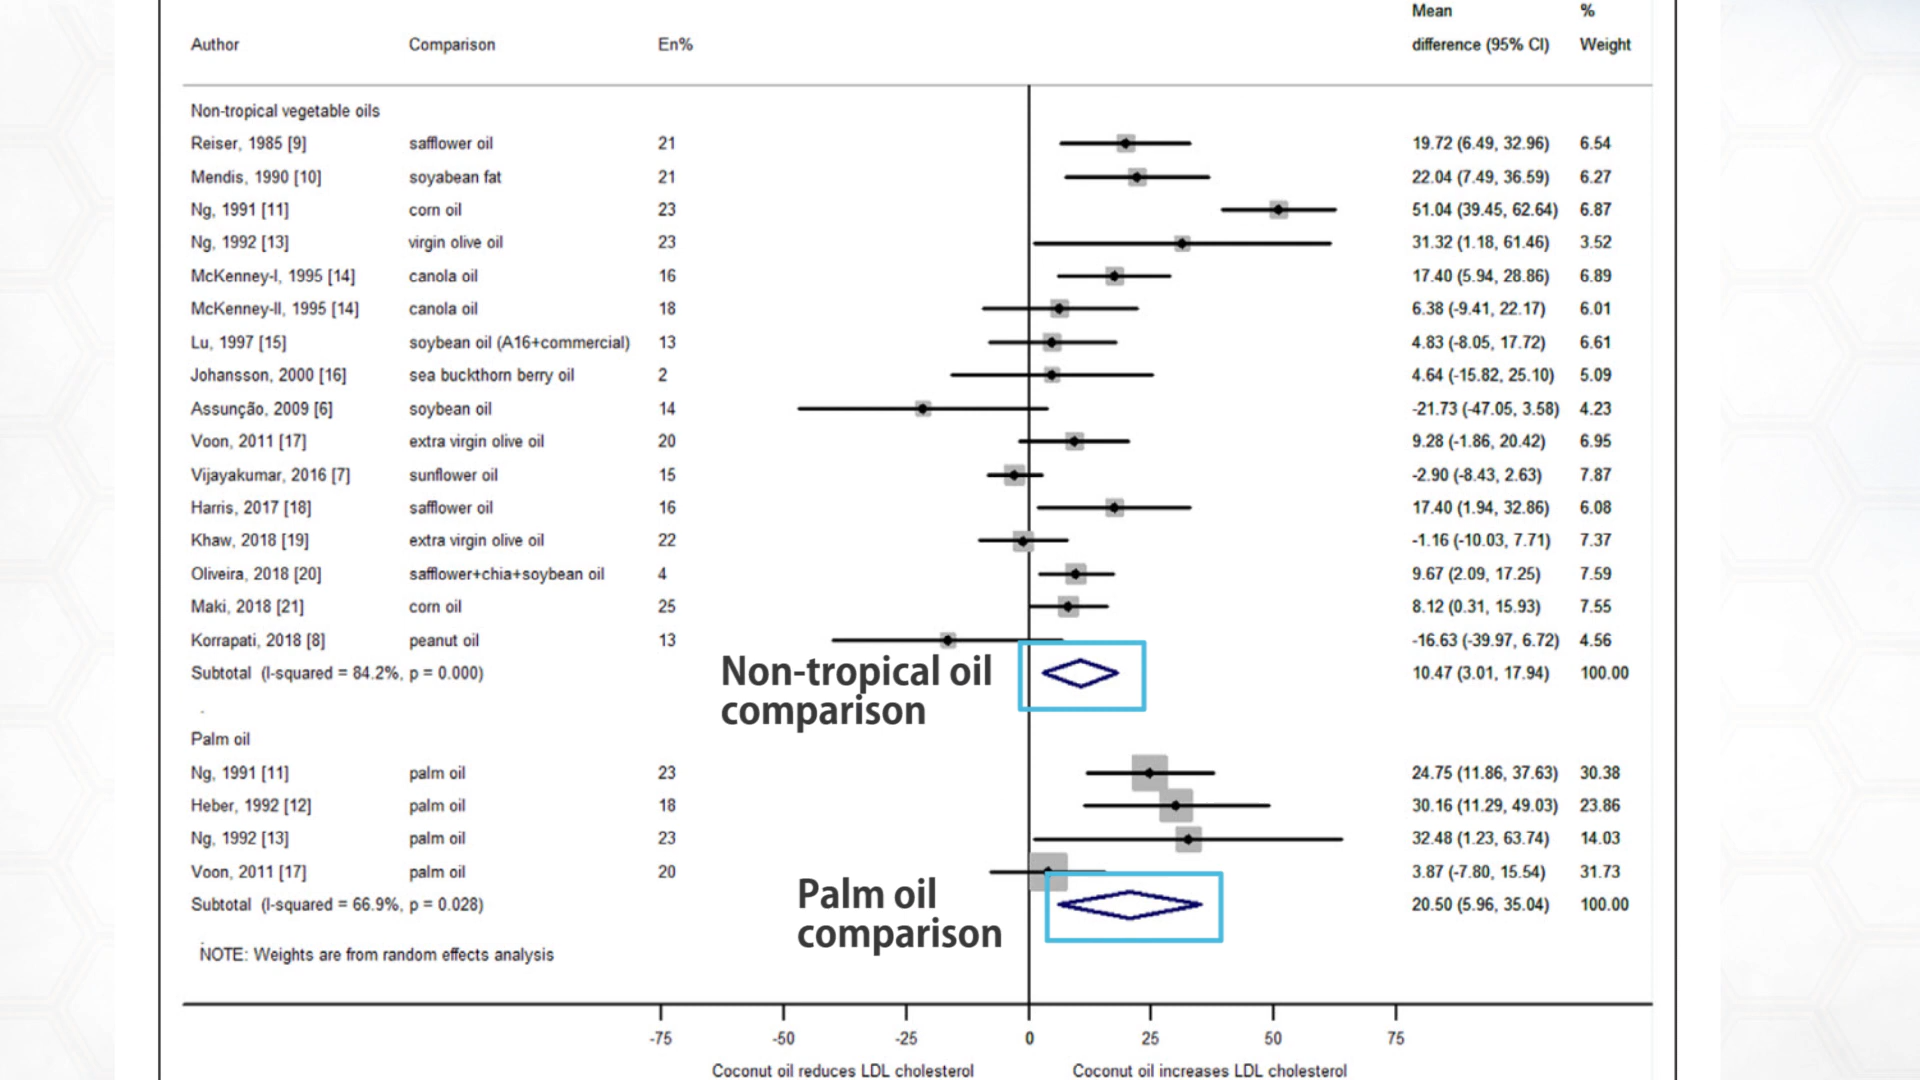 Mean %
Author Comparison En% difference (95% CI) Weight
Non-tropical vegetable oils
Reiser, 1985 [9] safflower oil 21 19.72 (6.49, 32.96) 6.54
Mendis, 1990 [10] soyabean fat 21 22.04 (7.49, 36.59) 6.27
Ng, 1991 [11] corn oil 23 51.04 (39.45, 62.64) 6.87
Ng, 1992 [13] virgin olive oil 23 31.32 (1.18, 61.46) 3.52
McKenney-I, 1995 [14] canola oil 16 17.40 (5.94, 28.86) 6.89
McKenney-II, 1995 [14] canola oil 18 6.38 (-9.41, 22.17) 6.01
Lu, 1997 [15] soybean oil (A16+commercial) 13 4.83 (-8.05, 17.72) 6.61
Johansson, 2000 [16] sea buckthorn berry oil 2 4.64 (-15.82, 25.10) 5.09
Assunção, 2009 [6] soybean oil 14 -21.73 (-47.05, 3.58) 4.23
Voon, 2011 [17] extra virgin olive oil 20 9.28 (-1.86, 20.42) 6.95
Vijayakumar, 2016 [7] sunflower oil 15 -2.90 (-8.43, 2.63) 7.87
Harris, 2017 [18] safflower oil 16 17.40 (1.94, 32.86) 6.08
Khaw, 2018 [19] extra virgin olive oil 22 -1.16 (-10.03, 7.71) 7.37
Oliveira, 2018 [20] safflower+chia+soybean oil 4 9.67 (2.09, 17.25) 7.59
Maki, 2018 [21] corn oil 25 8.12 (0.31, 15.93) 7.55
Korrapati, 2018 [8] peanut oil 13 -16.63 (-39.97, 6.72) 4.56
Subtotal (I-squared = 84.2%, p = 0.000) 10.47 (3.01, 17.94) 100.00
Non-tropical oil
comparison
.
Palm oil
Ng, 1991 [11] palm oil 23 24.75 (11.86, 37.63) 30.38
Heber, 1992 [12] palm oil 18 30.16 (11.29, 49.03) 23.86
Ng, 1992 [13] palm oil 23 32.48 (1.23, 63.74) 14.03
Voon, 2011 [17] palm oil 20 3.87 (-7.80, 15.54) 31.73
Subtotal (I-squared = 66.9%, p = 0.028) 20.50 (5.96, 35.04) 100.00
Palm oil
comparison
.
NOTE: Weights are from random effects analysis
-75 -50 -25 0 25 50 75
Coconut oil reduces LDL cholesterol Coconut oil increases LDL cholesterol